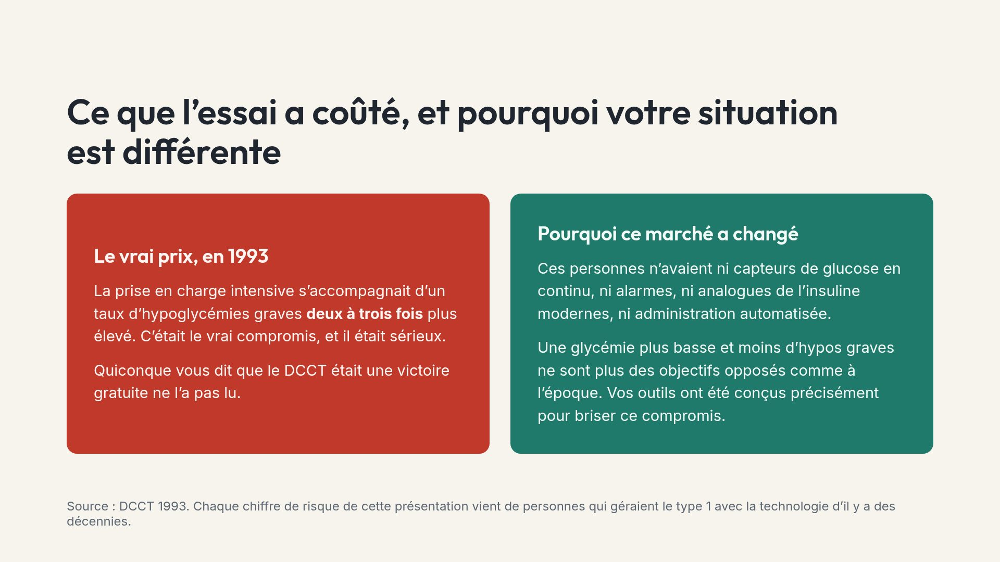 Ce que l’essai a coûté, et pourquoi votre situation
est différente
Le vrai prix, en 1993
La prise en charge intensive s’accompagnait d’un
taux d’hypoglycémies graves deux à trois fois plus
élevé. C’était le vrai compromis, et il était sérieux.
Quiconque vous dit que le DCCT était une victoire
gratuite ne l’a pas lu.
Pourquoi ce marché a changé
Ces personnes n’avaient ni capteurs de glucose en
continu, ni alarmes, ni analogues de l’insuline
modernes, ni administration automatisée.
Une glycémie plus basse et moins d’hypos graves
ne sont plus des objectifs opposés comme à
l’époque. Vos outils ont été conçus précisément
pour briser ce compromis.
Source : DCCT 1993. Chaque chiffre de risque de cette présentation vient de personnes qui géraient le type 1 avec la technologie d’il y a des
décennies.